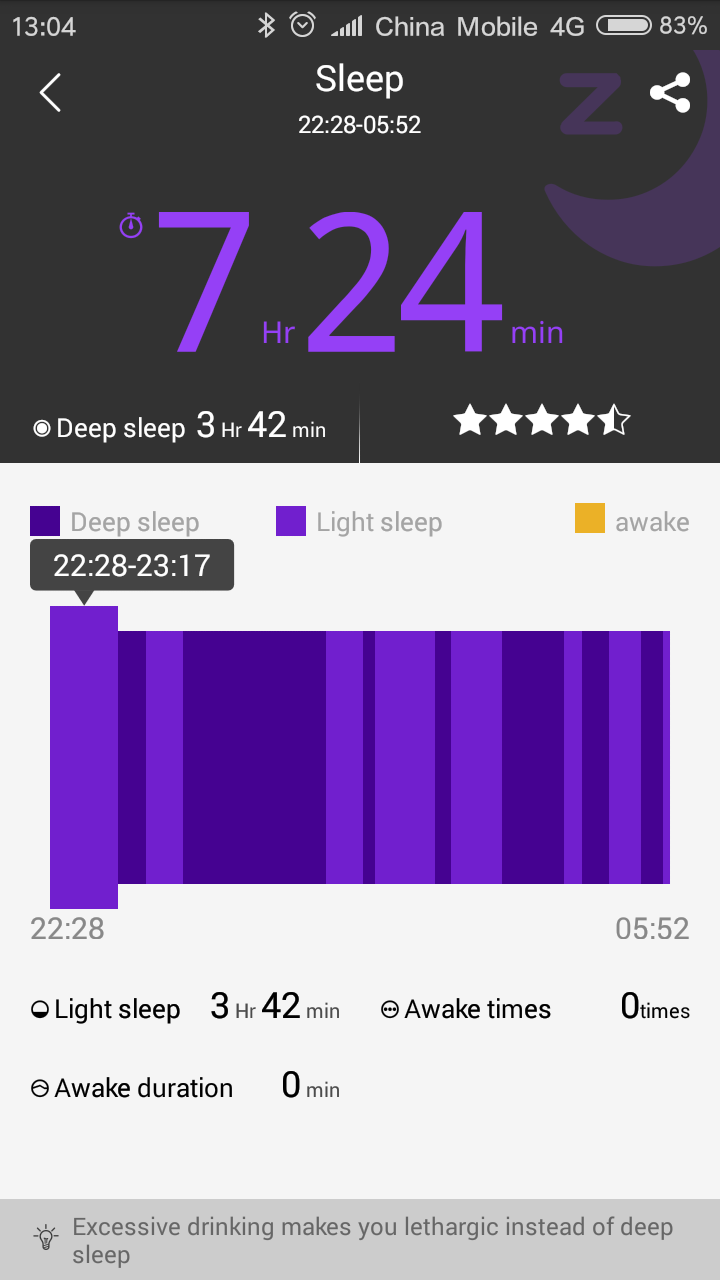 13:04 China Mobile 4G 83%
Sleep
22:28-05:52
Z
7 Hr 24 min
Deep sleep 3 Hr 42 min
Deep sleep Light sleep awake
22:28-23:17
22:28 05:52
Light sleep 3 Hr 42 min Awake times 0times
Awake duration 0 min
Excessive drinking makes you lethargic instead of deep
sleep